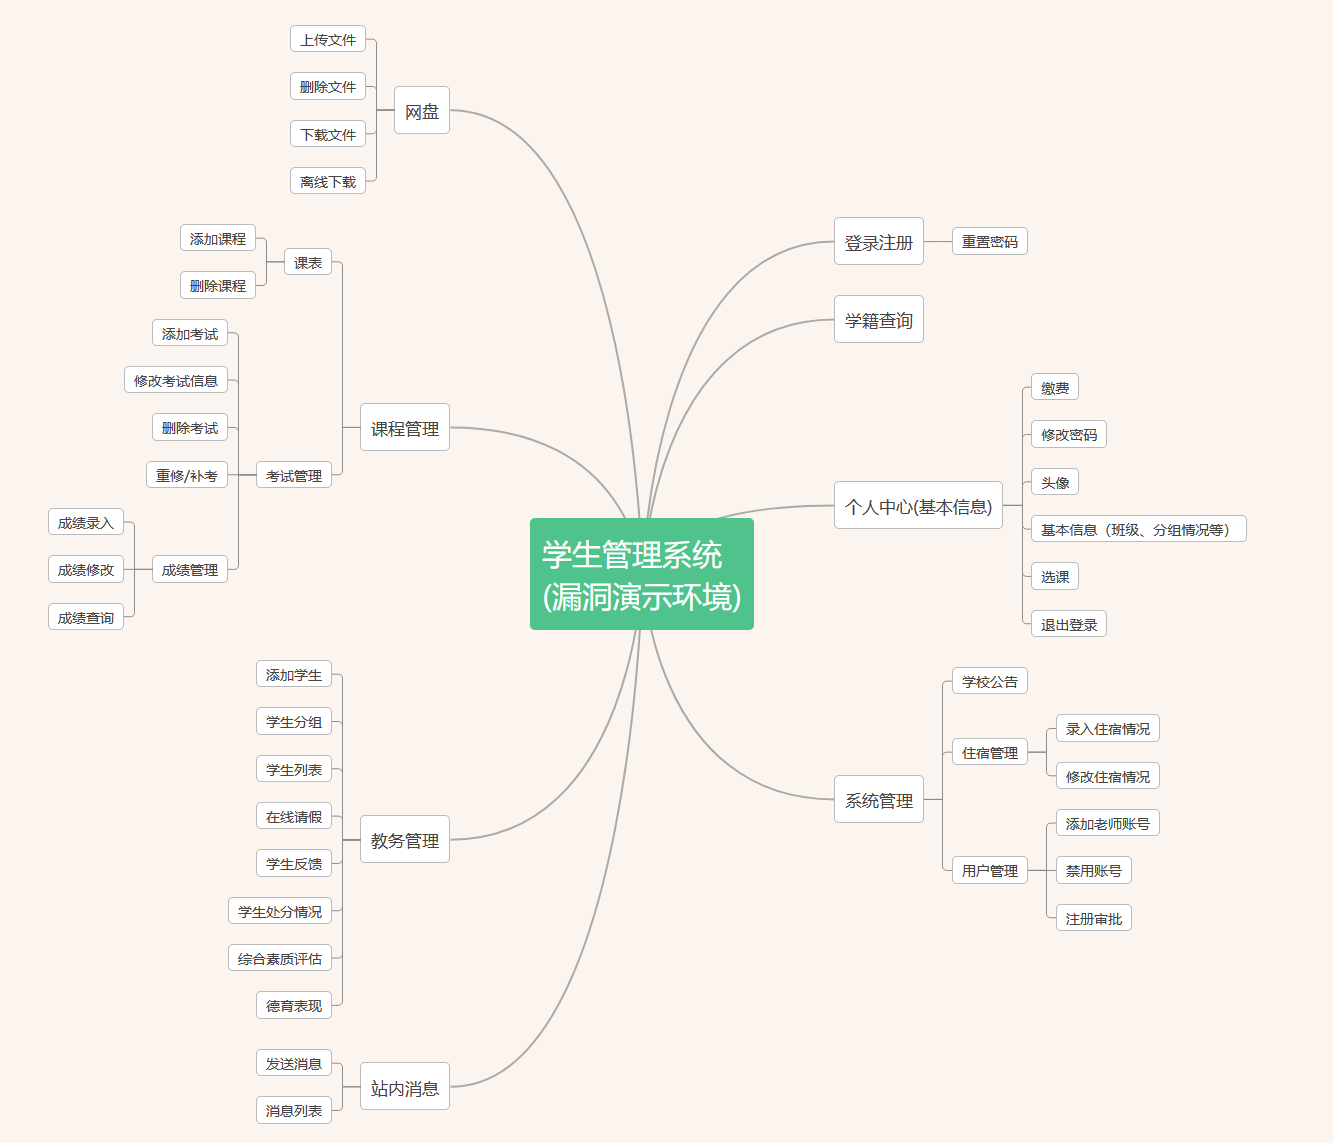 学生管理系统
(漏洞演示环境)
登录注册
重置密码
学籍查询
个人中心(基本信息)
缴费
修改密码
头像
基本信息（班级、分组情况等）
选课
退出登录
系统管理
学校公告
住宿管理
录入住宿情况
修改住宿情况
用户管理
添加老师账号
禁用账号
注册审批
网盘
上传文件
删除文件
下载文件
离线下载
课程管理
课表
添加课程
删除课程
考试管理
添加考试
修改考试信息
删除考试
重修/补考
成绩管理
成绩录入
成绩修改
成绩查询
教务管理
添加学生
学生分组
学生列表
在线请假
学生反馈
学生处分情况
综合素质评估
德育表现
站内消息
发送消息
消息列表